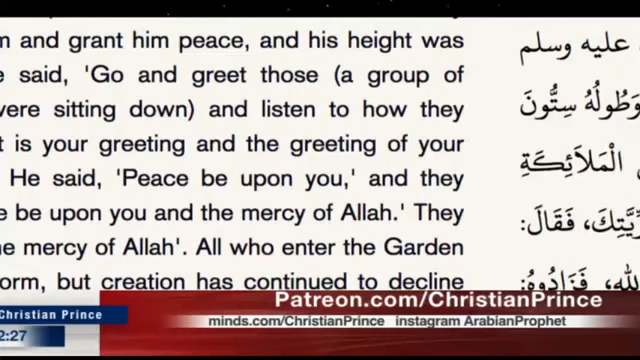 m and grant him peace, and his height was
e said, 'Go and greet those (a group of
were sitting down) and listen to how they
t is your greeting and the greeting of your
He said, 'Peace be upon you,' and they
e be upon you and the mercy of Allah.' They
he mercy of Allah'. All who enter the Garden
orm, but creation has continued to decline
عليه وسلم
وَطُولُهُ سِتُّونَ
الْمَلاَئِكَةِ
رِّيَّتِكَ، فَقَالَ:
لله، فَزَادُوهُ:
Christian Prince
2:27
Patreon.com/ChristianPrince
minds.com/ChristianPrince instagram ArabianProphet